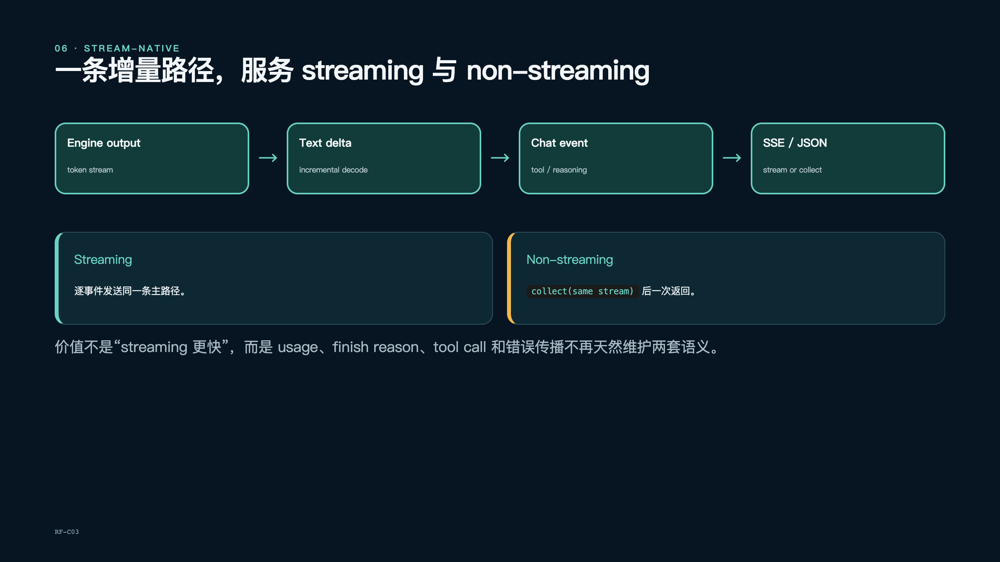 06 · STREAM-NATIVE
一条增量路径，服务 streaming 与 non-streaming
Engine output
token stream
→
Text delta
incremental decode
→
Chat event
tool / reasoning
→
SSE / JSON
stream or collect
Streaming
逐事件发送同一条主路径。
Non-streaming
collect(same stream) 后一次返回。
价值不是“streaming 更快”，而是 usage、finish reason、tool call 和错误传播不再天然维护两套语义。
RF-C03